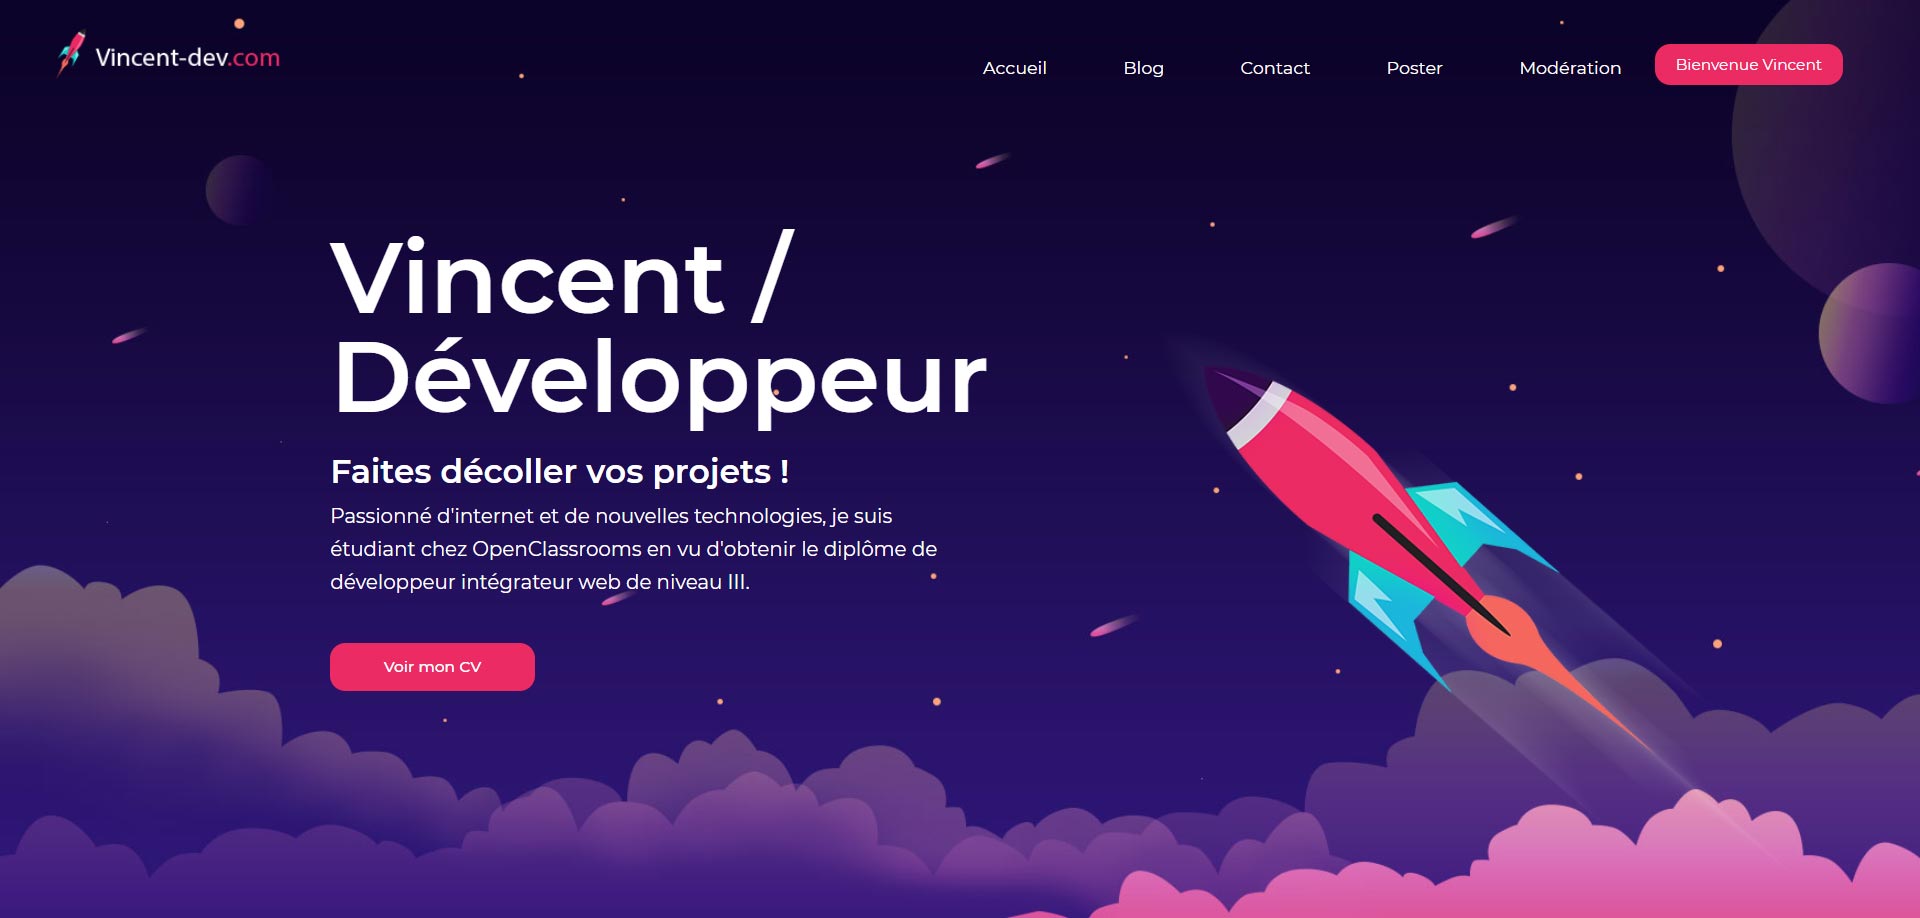 Vincent-dev.com
Accueil
Blog
Contact
Poster
Modération
Bienvenue Vincent
Vincent /
Développeur
Faites décoller vos projets !
Passionné d'internet et de nouvelles technologies, je suis
étudiant chez OpenClassrooms en vu d'obtenir le diplôme de
développeur intégrateur web de niveau III.
Voir mon CV